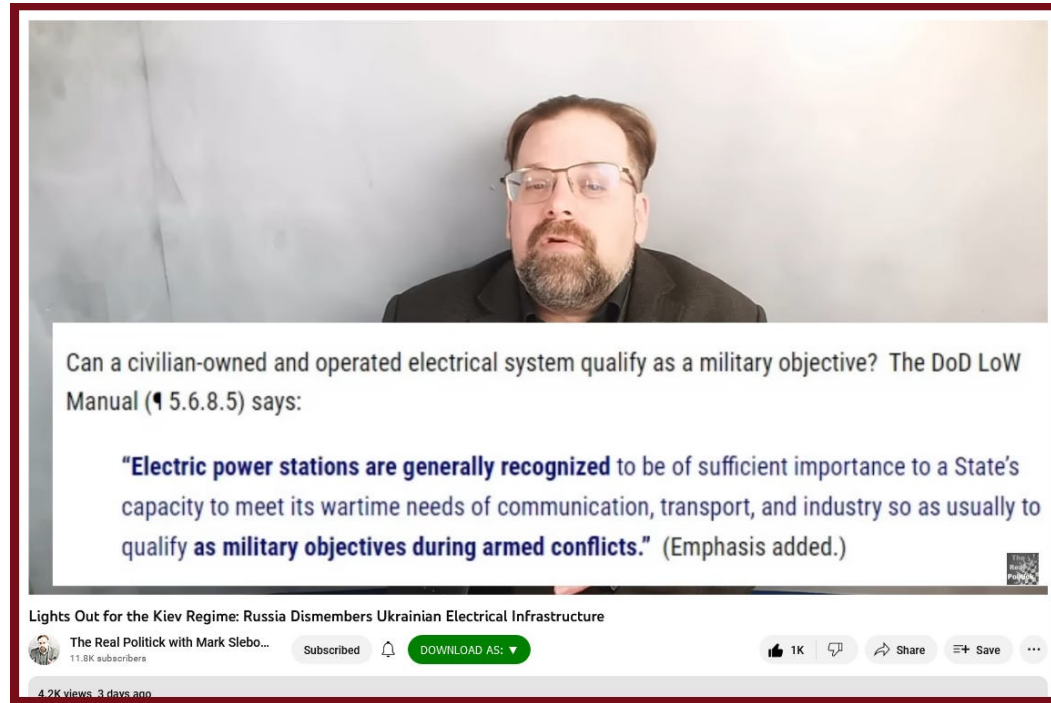 Can a civilian-owned and operated electrical system qualify as a military objective? The DoD LoW
Manual (¶ 5.6.8.5) says:
“Electric power stations are generally recognized to be of sufficient importance to a State’s
capacity to meet its wartime needs of communication, transport, and industry so as usually to
qualify as military objectives during armed conflicts.” (Emphasis added.)
The
Real
Politick
Lights Out for the Kiev Regime: Russia Dismembers Ukrainian Electrical Infrastructure
The Real Politick with Mark Slebo...
11.8K subscribers
Subscribed
DOWNLOAD AS: ▼
1K
Share
Save
4.2K views 3 days ago